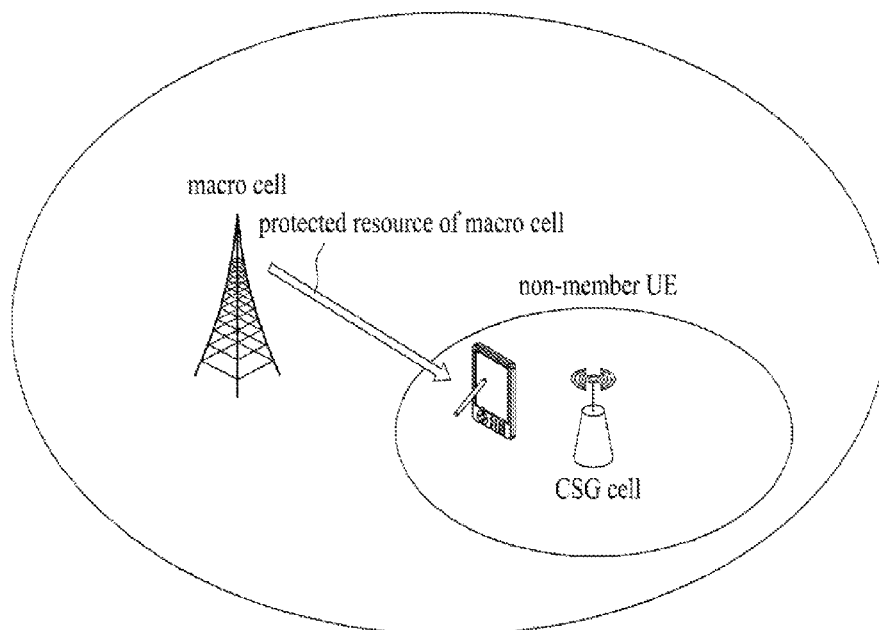 macro cell
protected resource of macro cell
non-member UE
CSG cell